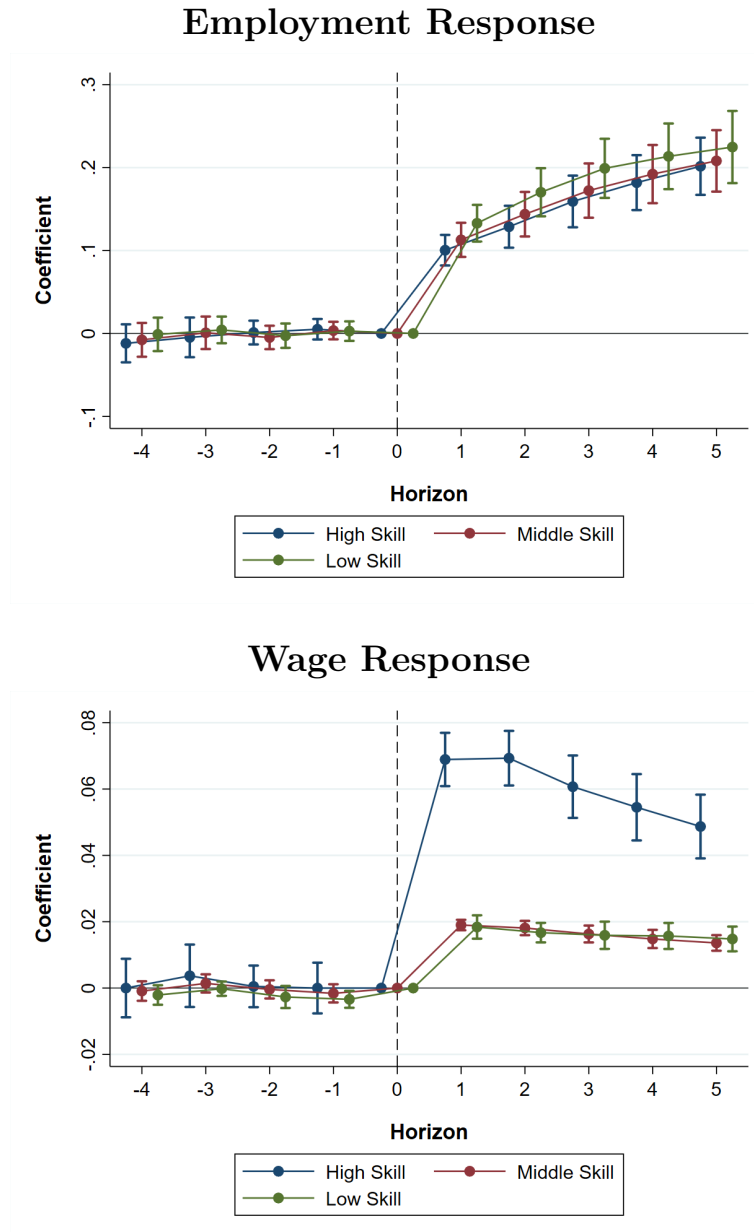 Employment Response
.3
.2
.1
0
-.1
Coefficient
-4 -3 -2 -1 0 1 2 3 4 5
Horizon
High Skill Middle Skill
Low Skill
Wage Response
.08
.06
.04
.02
0
-.02
Coefficient
-4 -3 -2 -1 0 1 2 3 4 5
Horizon
High Skill Middle Skill
Low Skill